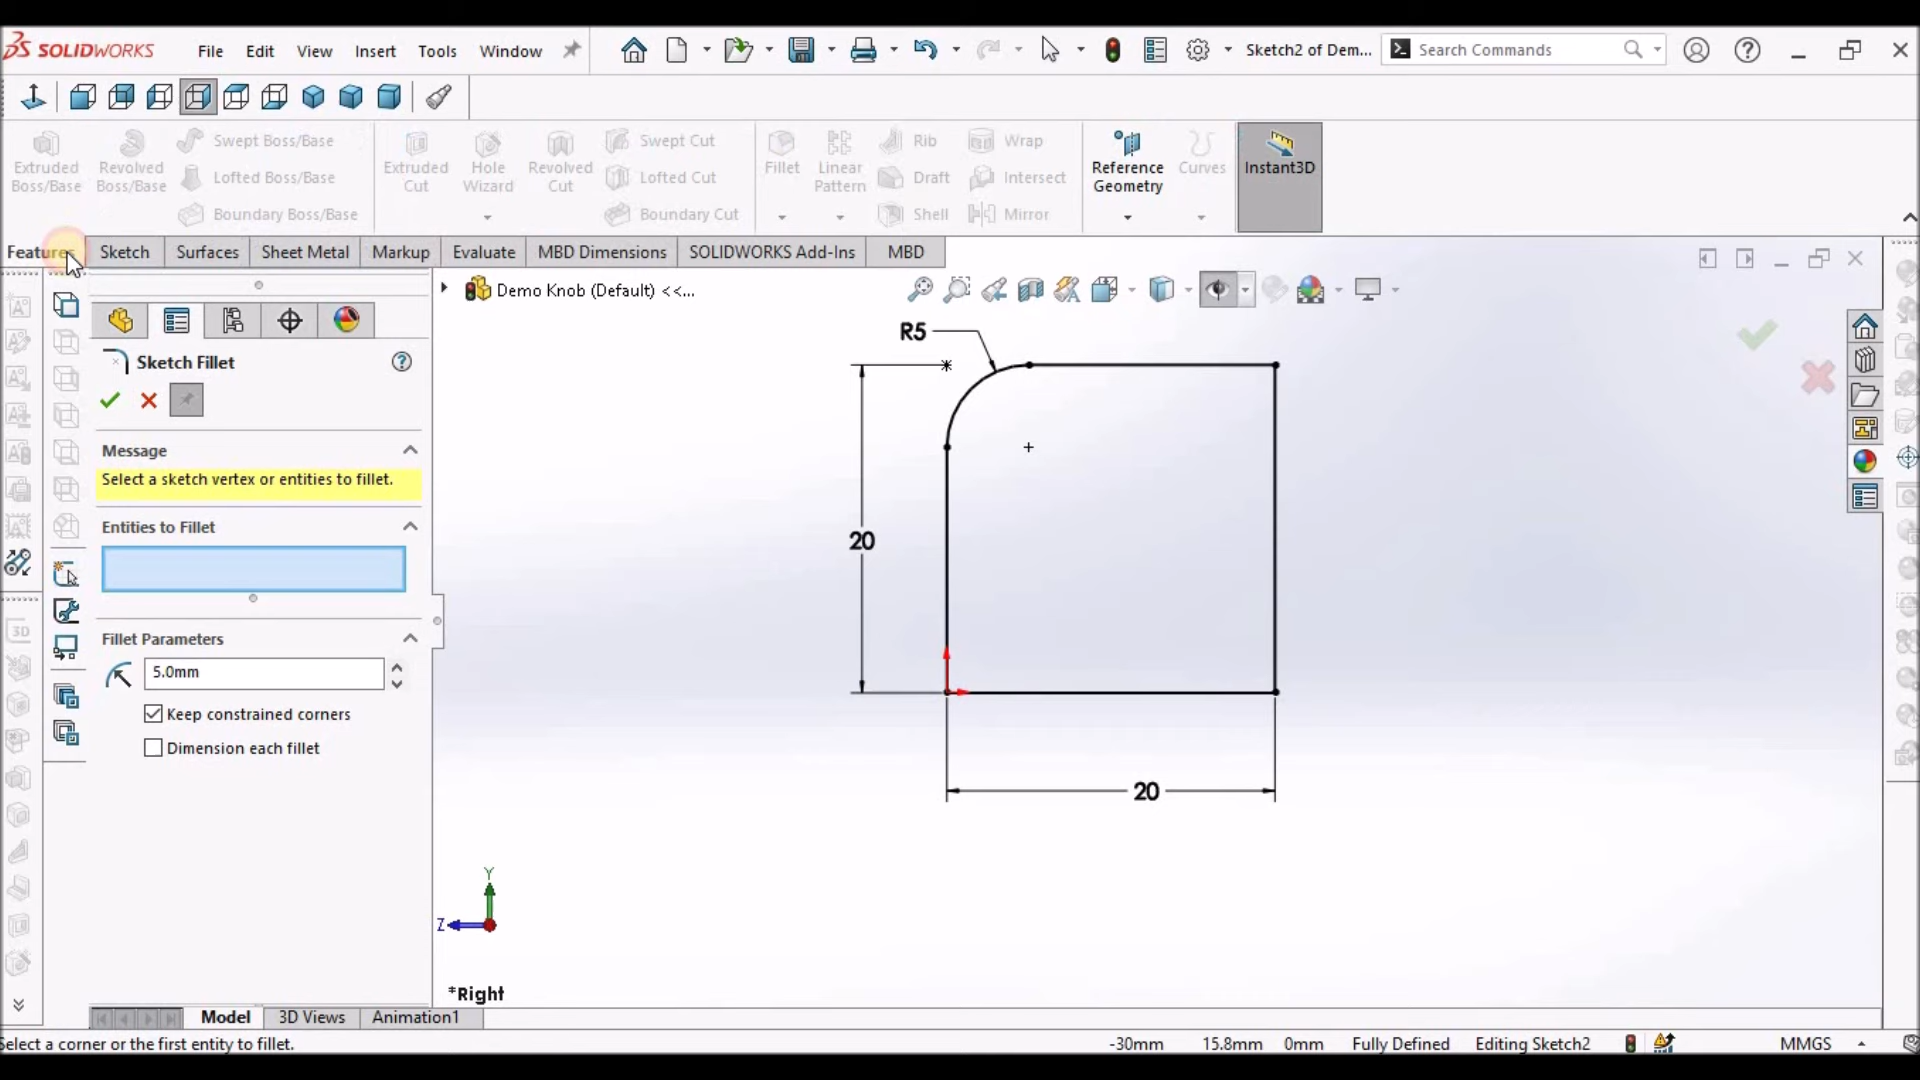 SOLIDWORKS
File Edit View Insert Tools Window
Sketch2 of Dem...
Search Commands
Extruded Boss/Base
Revolved Boss/Base
Swept Boss/Base
Lofted Boss/Base
Boundary Boss/Base
Extruded Cut
Hole Wizard
Revolved Cut
Swept Cut
Lofted Cut
Boundary Cut
Fillet
Linear Pattern
Rib
Draft
Shell
Wrap
Intersect
Mirror
Reference Geometry
Curves
Instant3D
Features Sketch Surfaces Sheet Metal Markup Evaluate MBD Dimensions SOLIDWORKS Add-Ins MBD
Demo Knob (Default) <<...
Sketch Fillet
Message
Select a sketch vertex or entities to fillet.
Entities to Fillet
Fillet Parameters
5.0mm
Keep constrained corners
Dimension each fillet
3D
R5
20
20
Y
Z
*Right
Model 3D Views Animation1
Select a corner or the first entity to fillet.
-30mm 15.8mm 0mm Fully Defined Editing Sketch2 MMGS